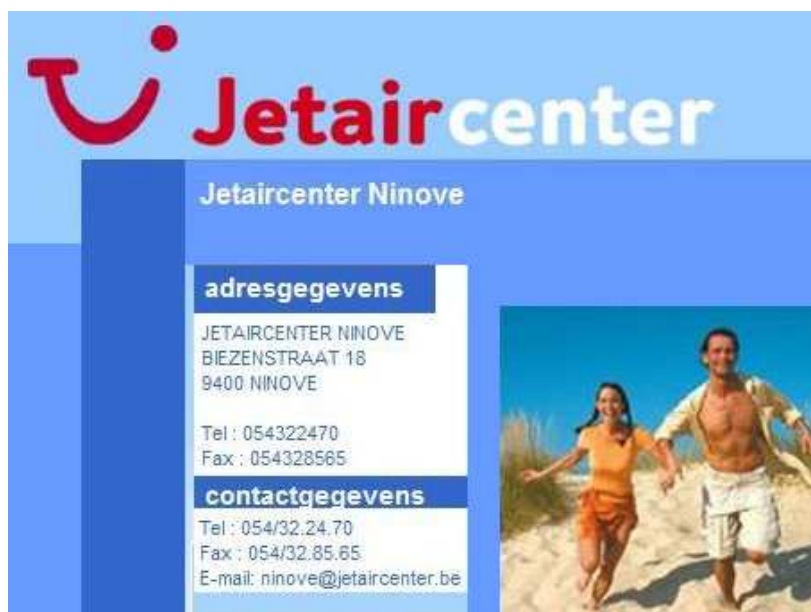 Jetaircenter
Jetaircenter Ninove
adresgegevens
JETAIRCENTER NINOVE
BIEZENSTRAAT 18
9400 NINOVE
Tel : 054322470
Fax : 054328565
contactgegevens
Tel : 054/32.24.70
Fax : 054/32.85.65
E-mail: ninove@jetaircenter.be